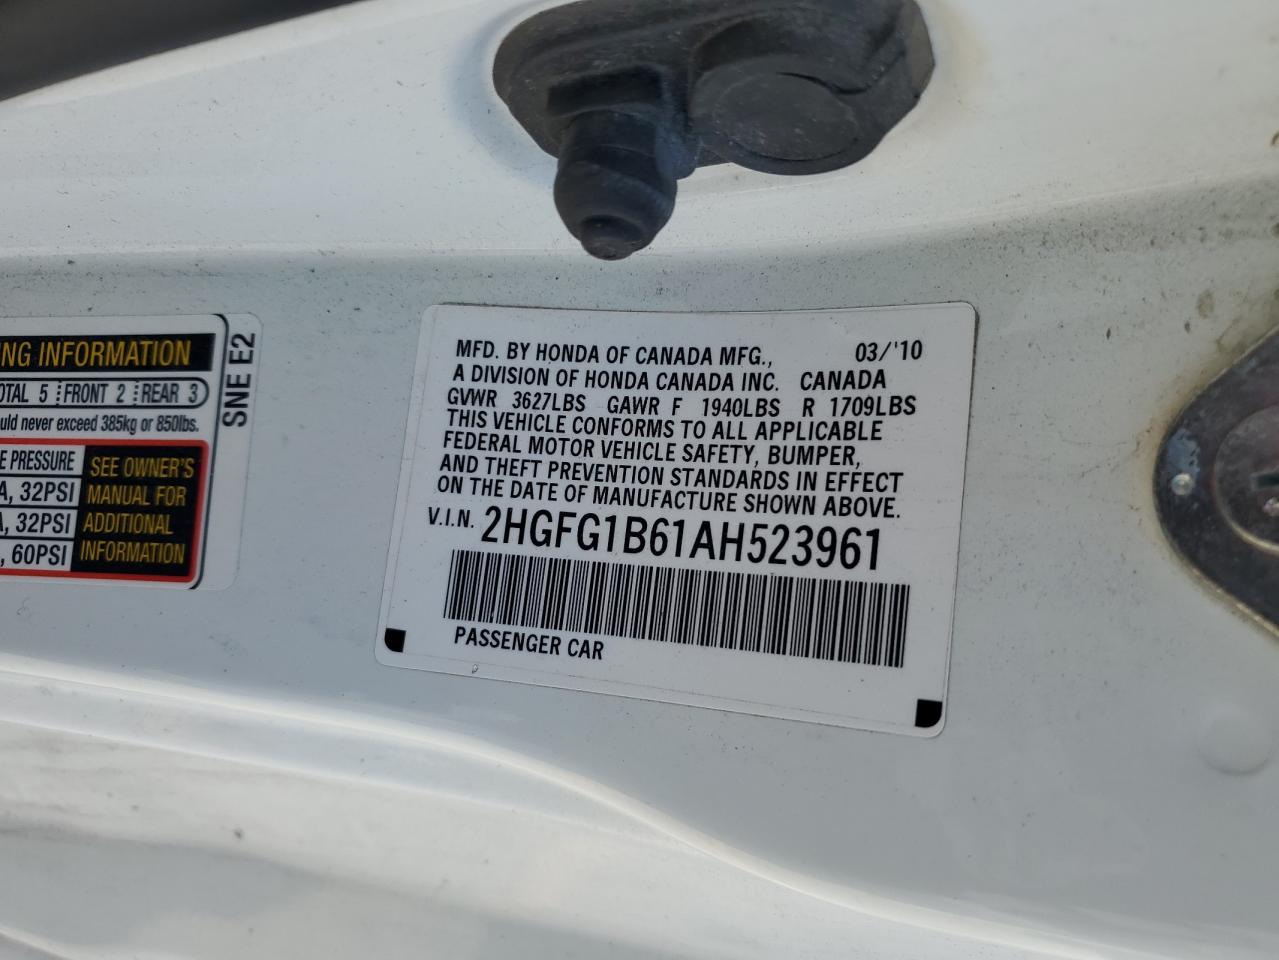 NG INFORMATION
OTAL 5 FRONT 2 REAR 3
uld never exceed 385kg or 850lbs.
E PRESSURE
A, 32PSI
A, 32PSI
, 60PSI
SEE OWNER'S
MANUAL FOR
ADDITIONAL
INFORMATION
SNE E2
MFD. BY HONDA OF CANADA MFG., 03/'10
A DIVISION OF HONDA CANADA INC. CANADA
GVWR 3627LBS GAWR F 1940LBS R 1709LBS
THIS VEHICLE CONFORMS TO ALL APPLICABLE
FEDERAL MOTOR VEHICLE SAFETY, BUMPER,
AND THEFT PREVENTION STANDARDS IN EFFECT
ON THE DATE OF MANUFACTURE SHOWN ABOVE.
V.I.N. 2HGFG1B61AH523961
PASSENGER CAR